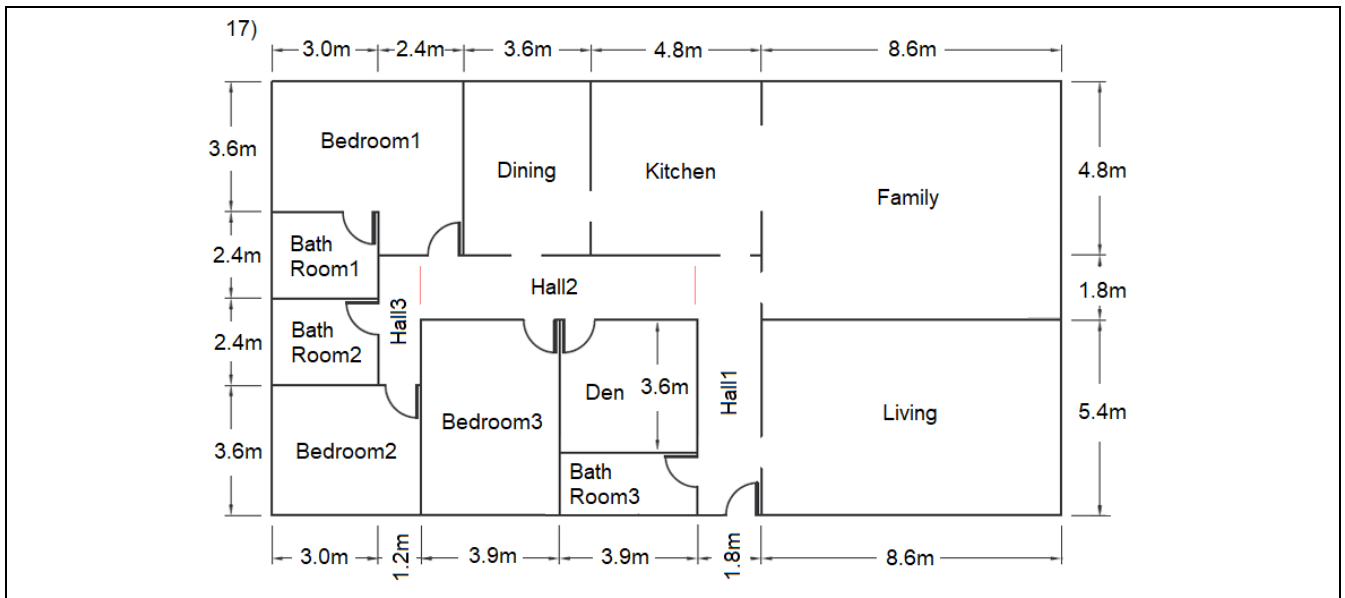 17)
3.0m 2.4m 3.6m 4.8m 8.6m
Bedroom1
3.6m
Dining
Kitchen
4.8m
Family
Bath
Room1
2.4m
Hall2
1.8m
Hall3
Bath
Room2
2.4m
Den
3.6m
Hall1
Living
5.4m
Bedroom3
Bedroom2
3.6m
Bath
Room3
3.0m 1.2m 3.9m 3.9m 1.8m 8.6m